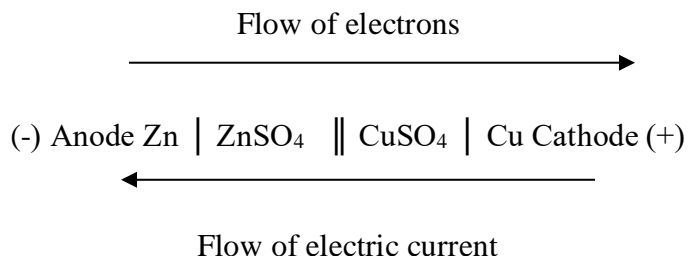 Flow of electrons
(-) Anode Zn | ZnSO₄ || CuSO₄ | Cu Cathode (+)
Flow of electric current